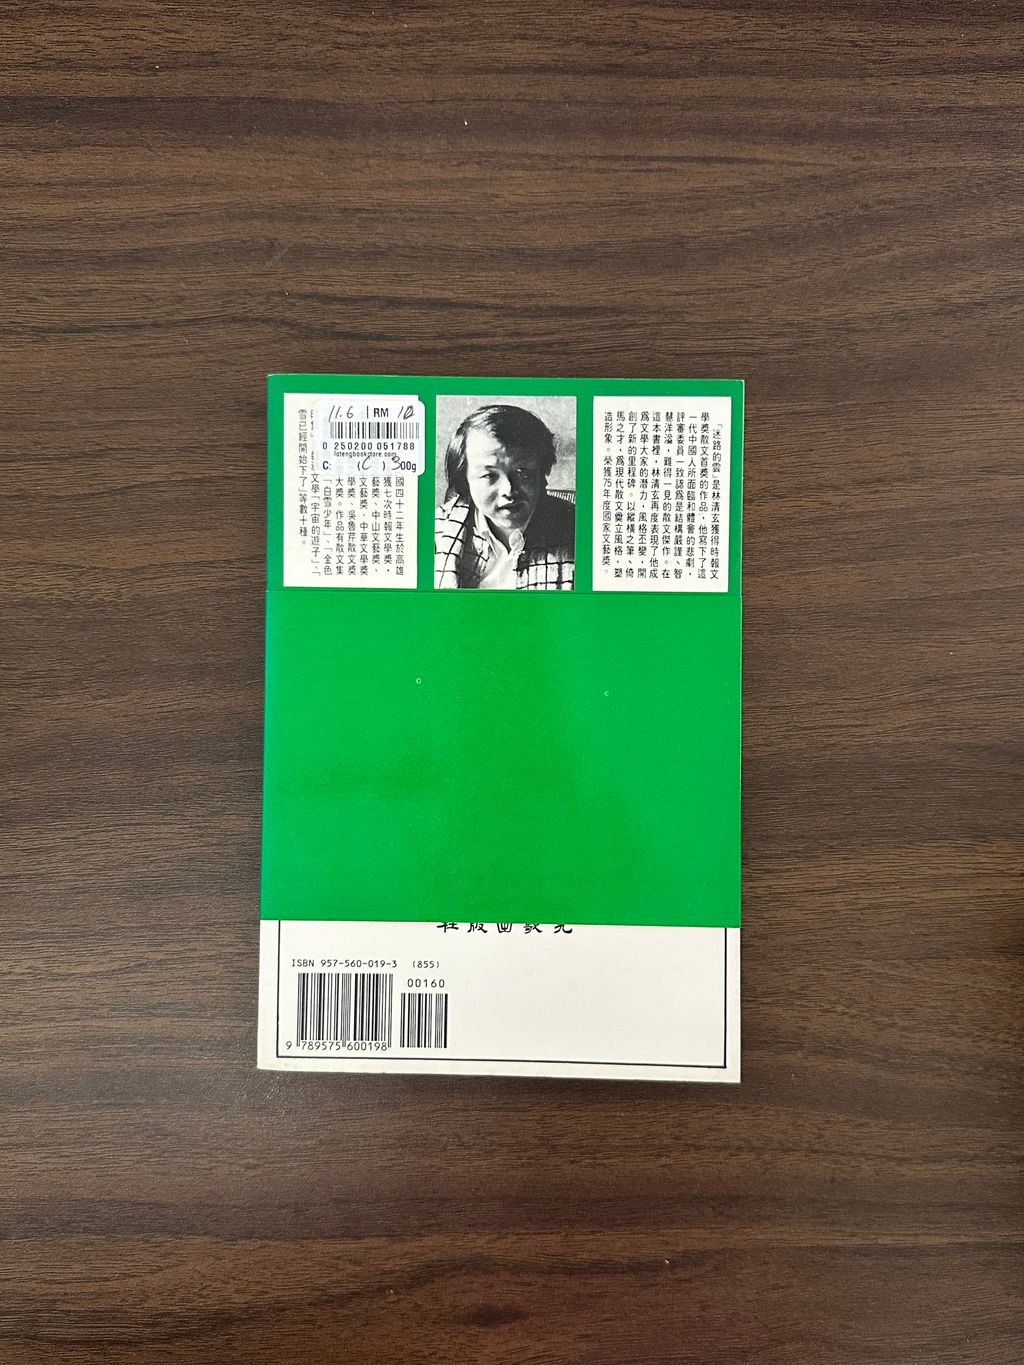 「迷路的雲」是林清玄獲得時報文
學獎散文首獎的作品，他寫下了這
一代中國人所面臨和體會的悲劇，
評審委員一致認爲是結構嚴謹、智
慧洋溢，難得一見的散文傑作。在
這本書裡，林清玄再度表現了他成
爲文學大家的潛力，風格丕變，開
創了新的里程碑。以縱橫之筆、倚
馬之才，爲現代散文奠立風格，塑
造形象。榮獲75年度國家文藝獎。
11.6 RM 10
0 250200 051788
lotengbookstore.com
國四十二年生於高雄
獲七次時報文學獎，
藝獎、中山文藝獎、
文藝獎、中華文學獎
學獎、吳魯芹散文獎
大獎。作品有散文集
「白雪少年」、「金色
文學「宇宙的遊子」、
雪已經開始下了」等數十種。
ISBN 957-560-019-3 (855)
00160
9 789575 600198